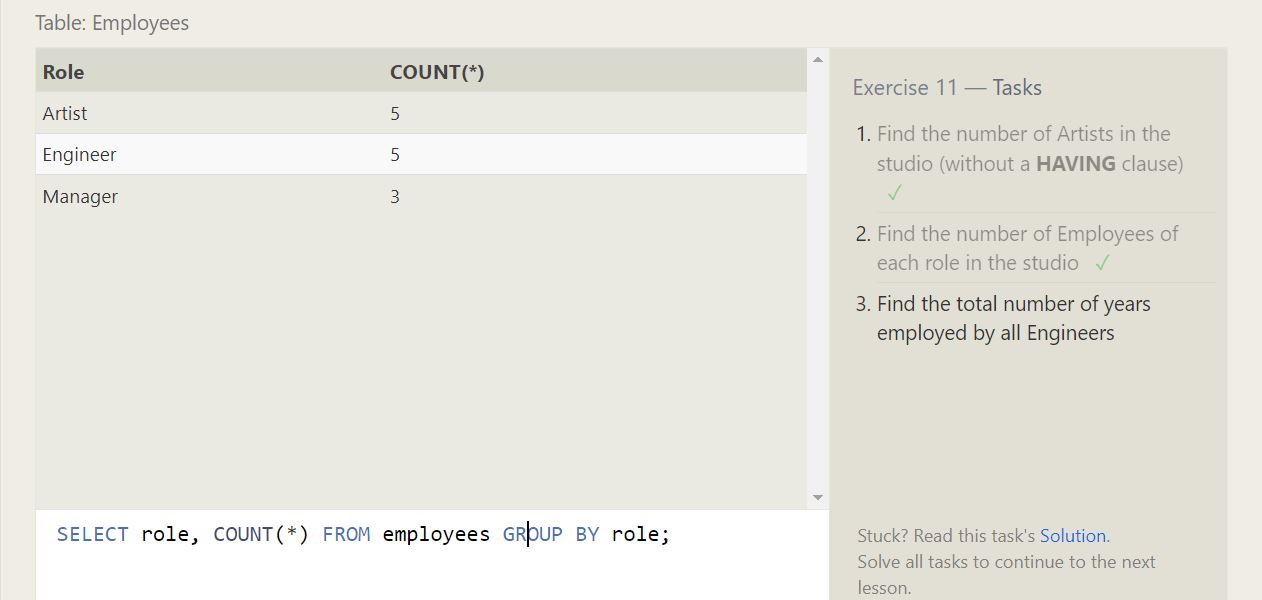 Table: Employees
Role COUNT(*)
Artist 5
Engineer 5
Manager 3
SELECT role, COUNT(*) FROM employees GROUP BY role;
Exercise 11 — Tasks
1. Find the number of Artists in the
studio (without a HAVING clause)
✓
2. Find the number of Employees of
each role in the studio ✓
3. Find the total number of years
employed by all Engineers
Stuck? Read this task's Solution.
Solve all tasks to continue to the next
lesson.